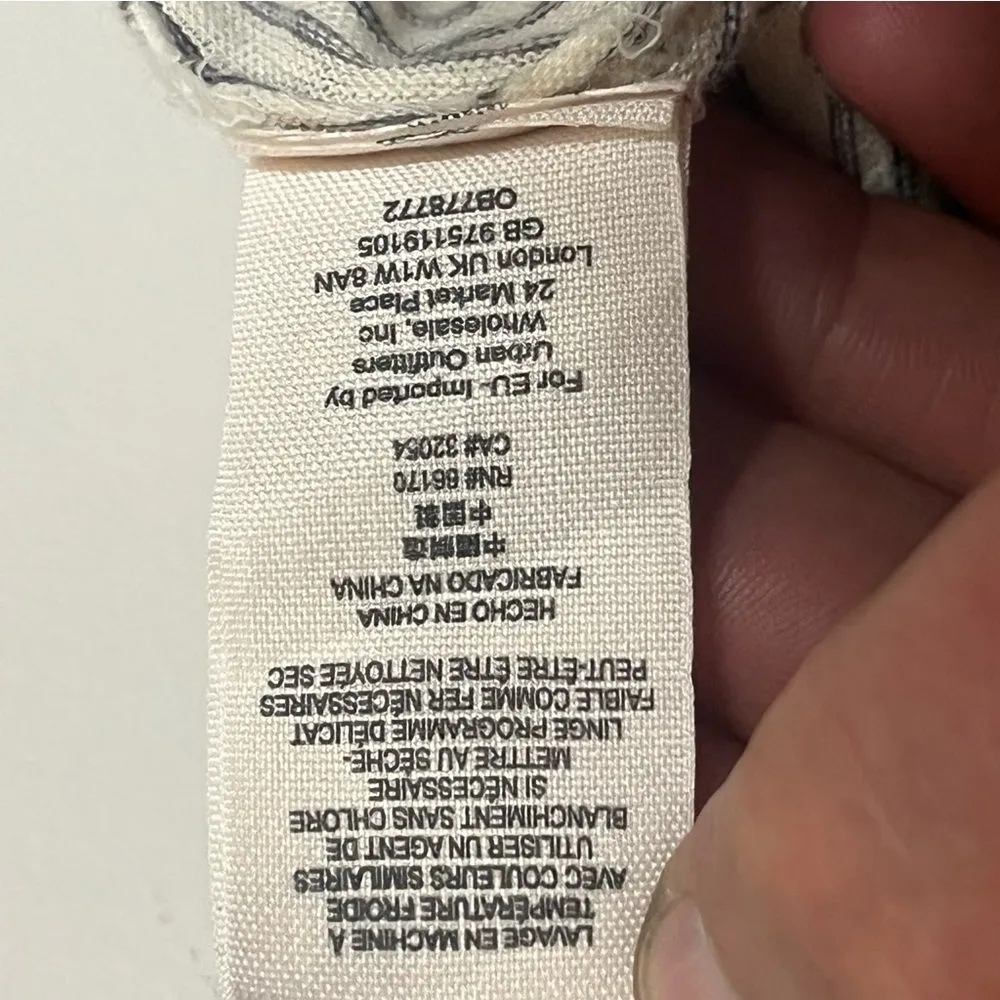 LAVAGE EN MACHINE À
TEMPÉRATURE FROIDE
AVEC COULEURS SIMILAIRES
UTILISER UN AGENT DE
BLANCHIMENT SANS CHLORE
SI NÉCESSAIRE
METTRE AU SÈCHE-
LINGE PROGRAMME DÉLICAT
FAIBLE COMME FER NÉCESSAIRES
PEUT-ÊTRE ÊTRE NETTOYÉE SEC
HECHO EN CHINA
FABRICADO NA CHINA
中國製造
中国製
RN# 66170
CA# 32054
For EU- Imported by
Urban Outfitters
Wholesale, Inc
24 Market Place
London UK W1W 8AN
GB 975119105
OB778772